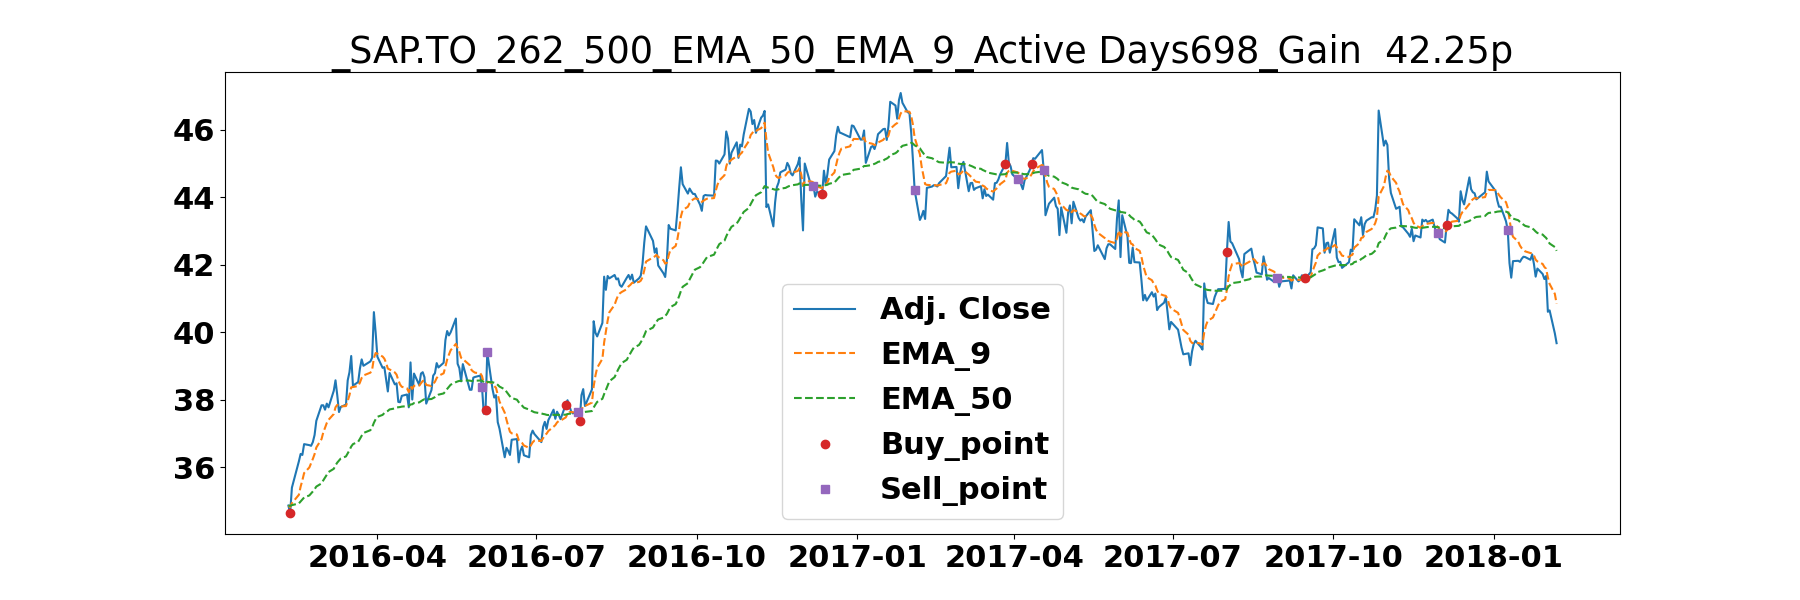 _SAP.TO_262_500_EMA_50_EMA_9_Active Days698_Gain  42.25p
46
44
42
40
38
36
Adj. Close
EMA_9
EMA_50
Buy_point
Sell_point
2016-04 2016-07 2016-10 2017-01 2017-04 2017-07 2017-10 2018-01